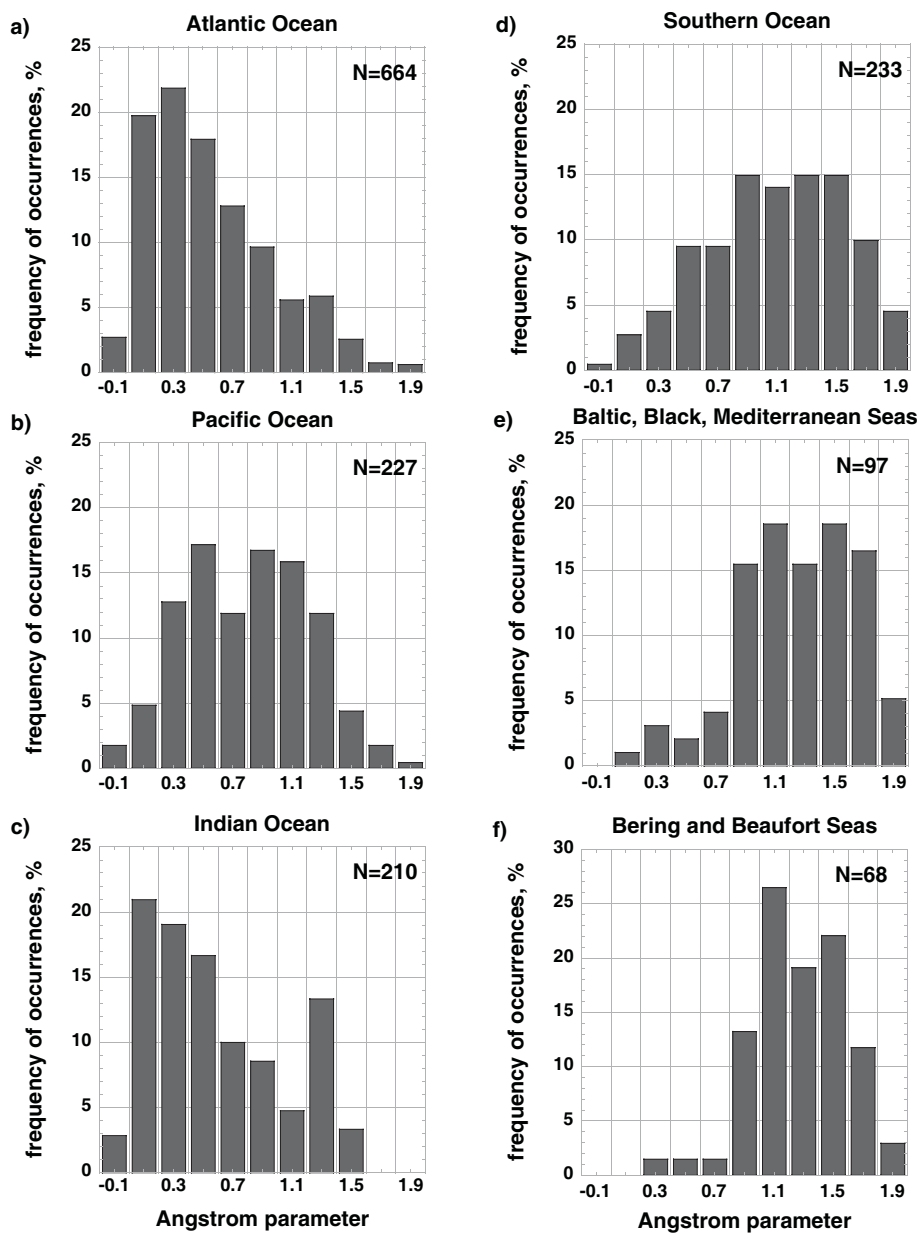 a)
Atlantic Ocean
N=664
frequency of occurrences, %
25
20
15
10
5
0
-0.1 0.3 0.7 1.1 1.5 1.9
b)
Pacific Ocean
N=227
frequency of occurrences, %
25
20
15
10
5
0
-0.1 0.3 0.7 1.1 1.5 1.9
c)
Indian Ocean
N=210
frequency of occurrences, %
25
20
15
10
5
0
-0.1 0.3 0.7 1.1 1.5 1.9
Angstrom parameter
d)
Southern Ocean
N=233
frequency of occurrences, %
25
20
15
10
5
0
-0.1 0.3 0.7 1.1 1.5 1.9
e)
Baltic, Black, Mediterranean Seas
N=97
frequency of occurrences, %
25
20
15
10
5
0
-0.1 0.3 0.7 1.1 1.5 1.9
f)
Bering and Beaufort Seas
N=68
frequency of occurrences, %
30
25
20
15
10
5
0
-0.1 0.3 0.7 1.1 1.5 1.9
Angstrom parameter